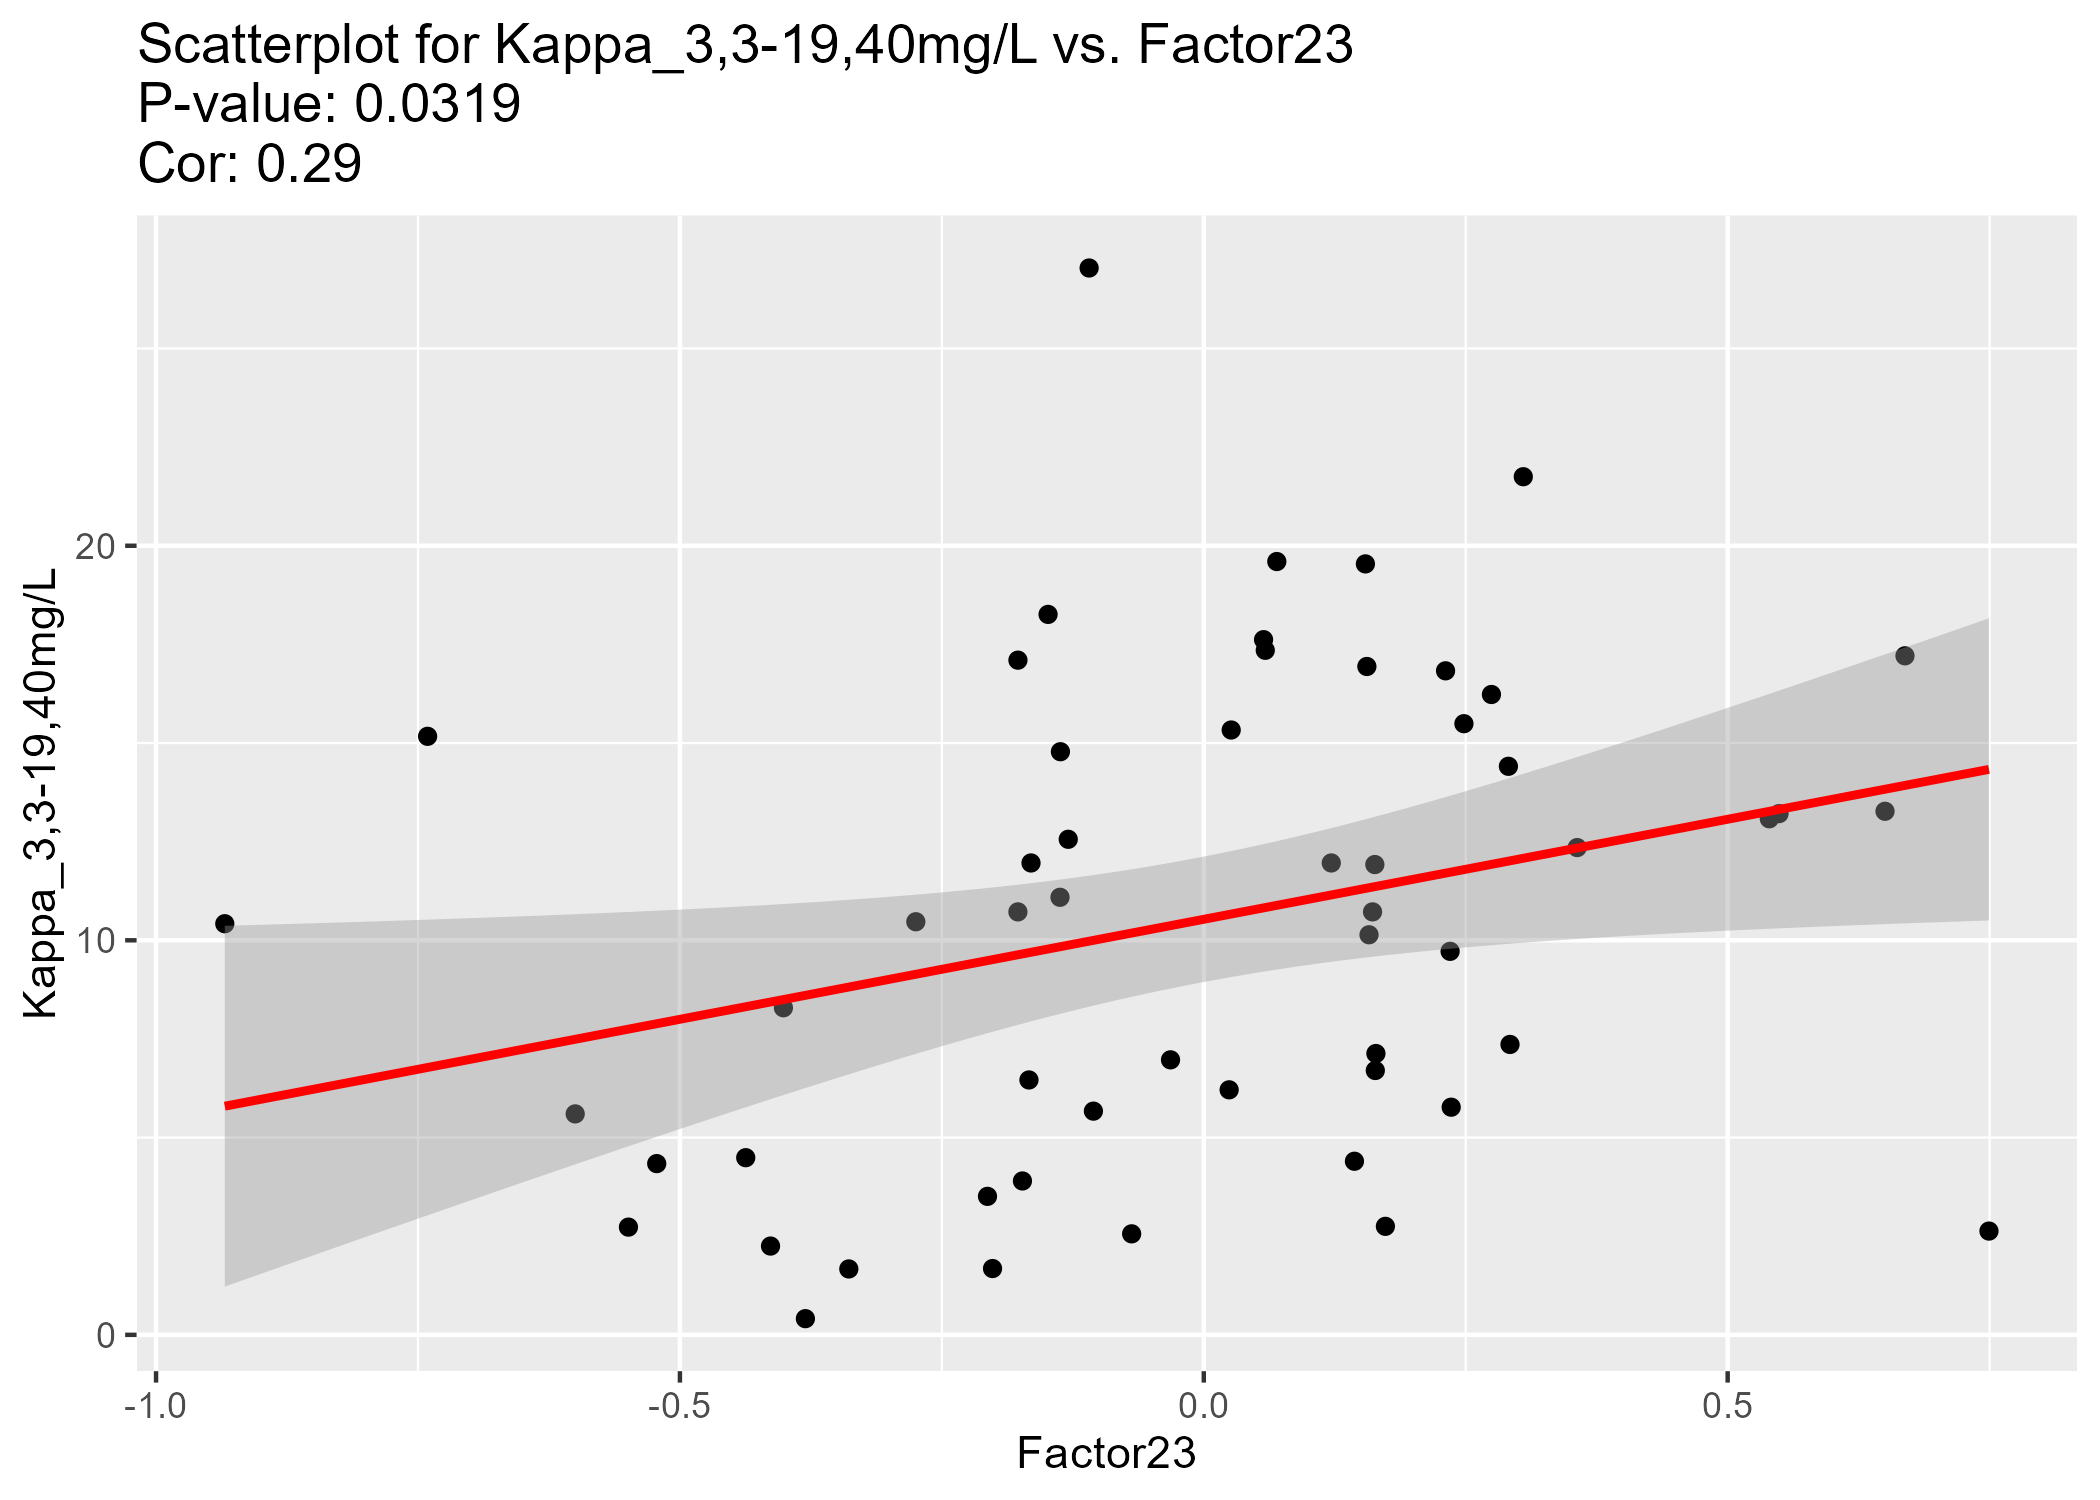 Scatterplot for Kappa_3,3-19,40mg/L vs. Factor23
P-value: 0.0319
Cor: 0.29
Kappa_3,3-19,40mg/L
20
10
0
-1.0
-0.5
0.0
0.5
Factor23